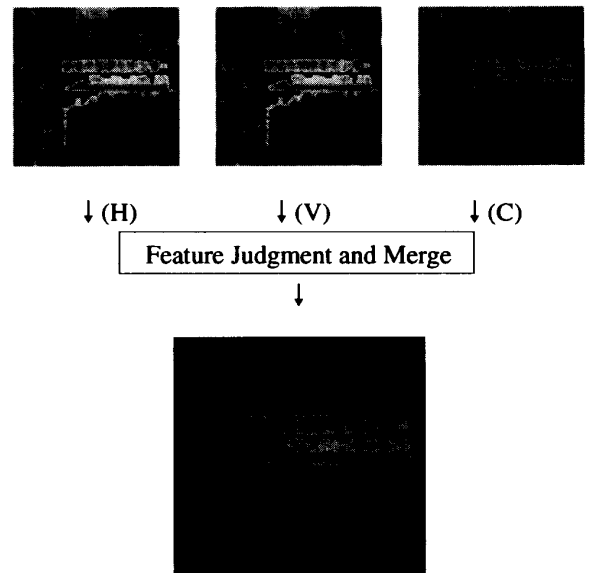 ↓ (H) ↓ (V) ↓ (C)
Feature Judgment and Merge
↓